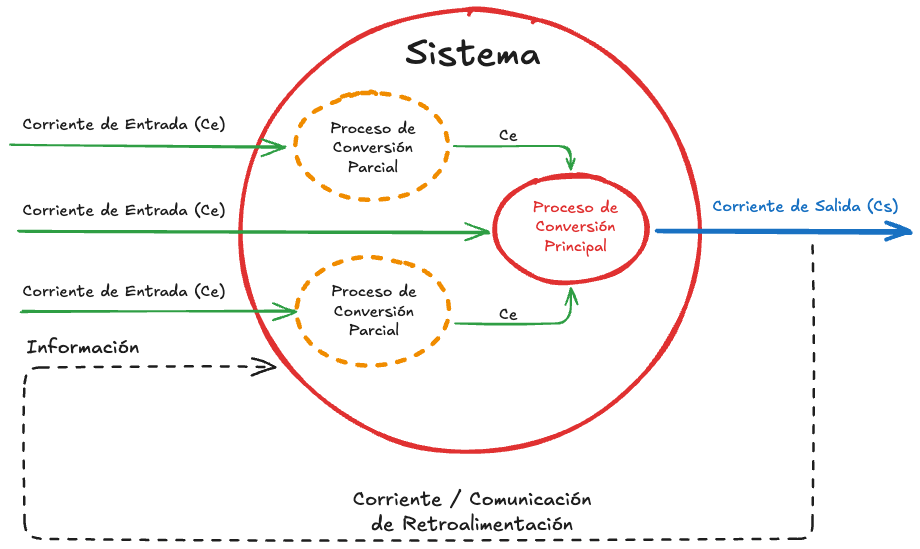 Sistema
Corriente de Entrada (Ce)
Proceso de
Conversión
Parcial
Ce
Corriente de Entrada (Ce)
Proceso de
Conversión
Principal
Corriente de Salida (Cs)
Corriente de Entrada (Ce)
Proceso de
Conversión
Parcial
Ce
Información
Corriente / Comunicación
de Retroalimentación